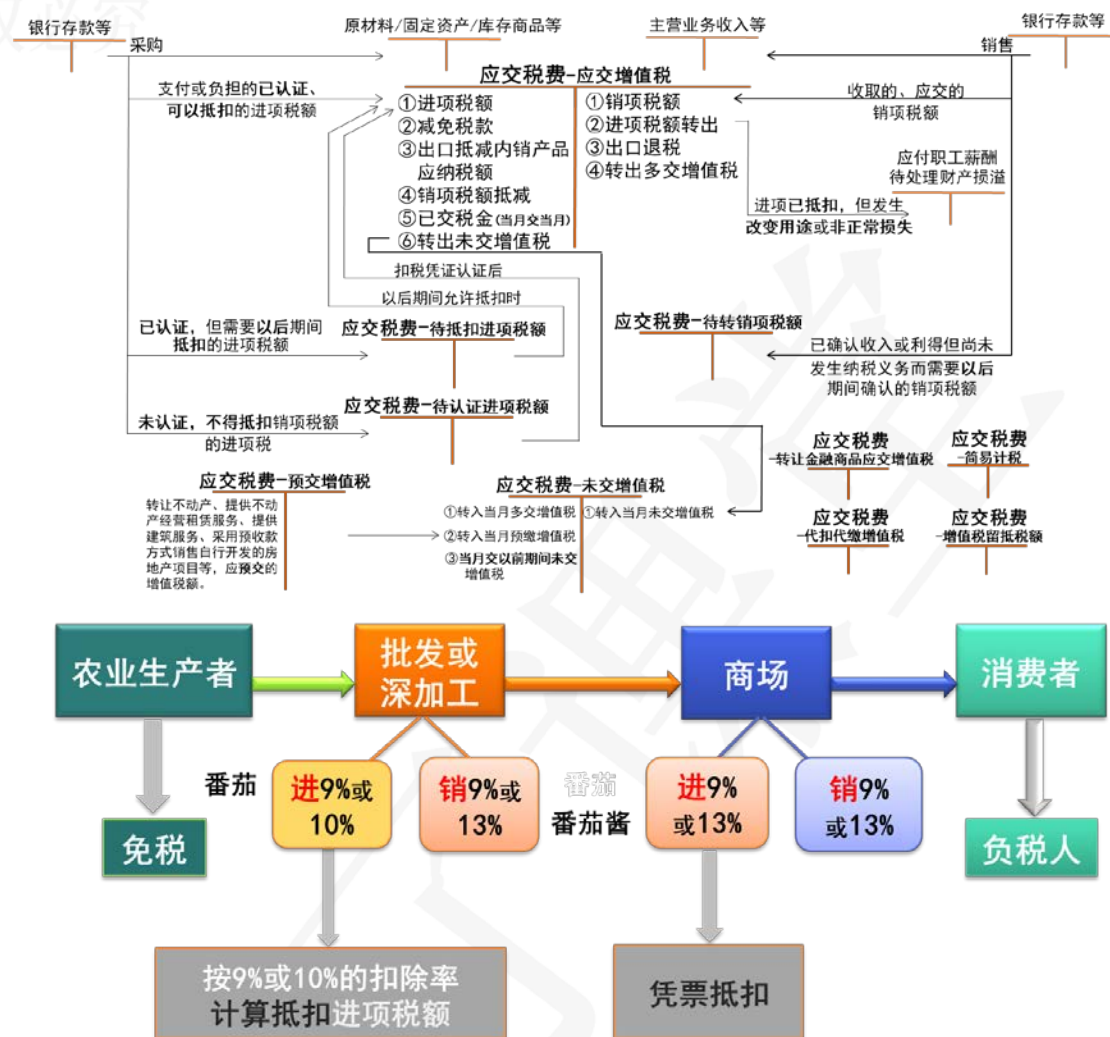 银行存款等
原材料/固定资产/库存商品等
主营业务收入等
银行存款等
采购
销售
应交税费-应交增值税
支付或负担的已认证、
可以抵扣的进项税额
①进项税额
②减免税款
③出口抵减内销产品
应纳税额
④销项税额抵减
⑤已交税金(当月交当月)
⑥转出未交增值税
①销项税额
②进项税额转出
③出口退税
④转出多交增值税
收取的、应交的
销项税额
应付职工薪酬
待处理财产损溢
进项已抵扣，但发生
改变用途或非正常损失
扣税凭证认证后
以后期间允许抵扣时
已认证，但需要以后期间
抵扣的进项税额
应交税费-待抵扣进项税额
应交税费-待转销项税额
已确认收入或利得但尚未
发生纳税义务而需要以后
期间确认的销项税额
未认证，不得抵扣销项税额
的进项税
应交税费-待认证进项税额
应交税费
-转让金融商品应交增值税
应交税费
-简易计税
应交税费-预交增值税
转让不动产、提供不动
产经营租赁服务、提供
建筑服务、采用预收款
方式销售自行开发的房
地产项目等，应预交的
增值税额。
应交税费-未交增值税
①转入当月多交增值税
②转入当月预缴增值税
③当月交以前期间未交
增值税
①转入当月未交增值税
应交税费
-代扣代缴增值税
应交税费
-增值税留抵税额
农业生产者
批发或
深加工
商场
消费者
番茄
进9%或
10%
销9%或
13%
番茄
番茄酱
进9%
或13%
销9%
或13%
免税
负税人
按9%或10%的扣除率
计算抵扣进项税额
凭票抵扣